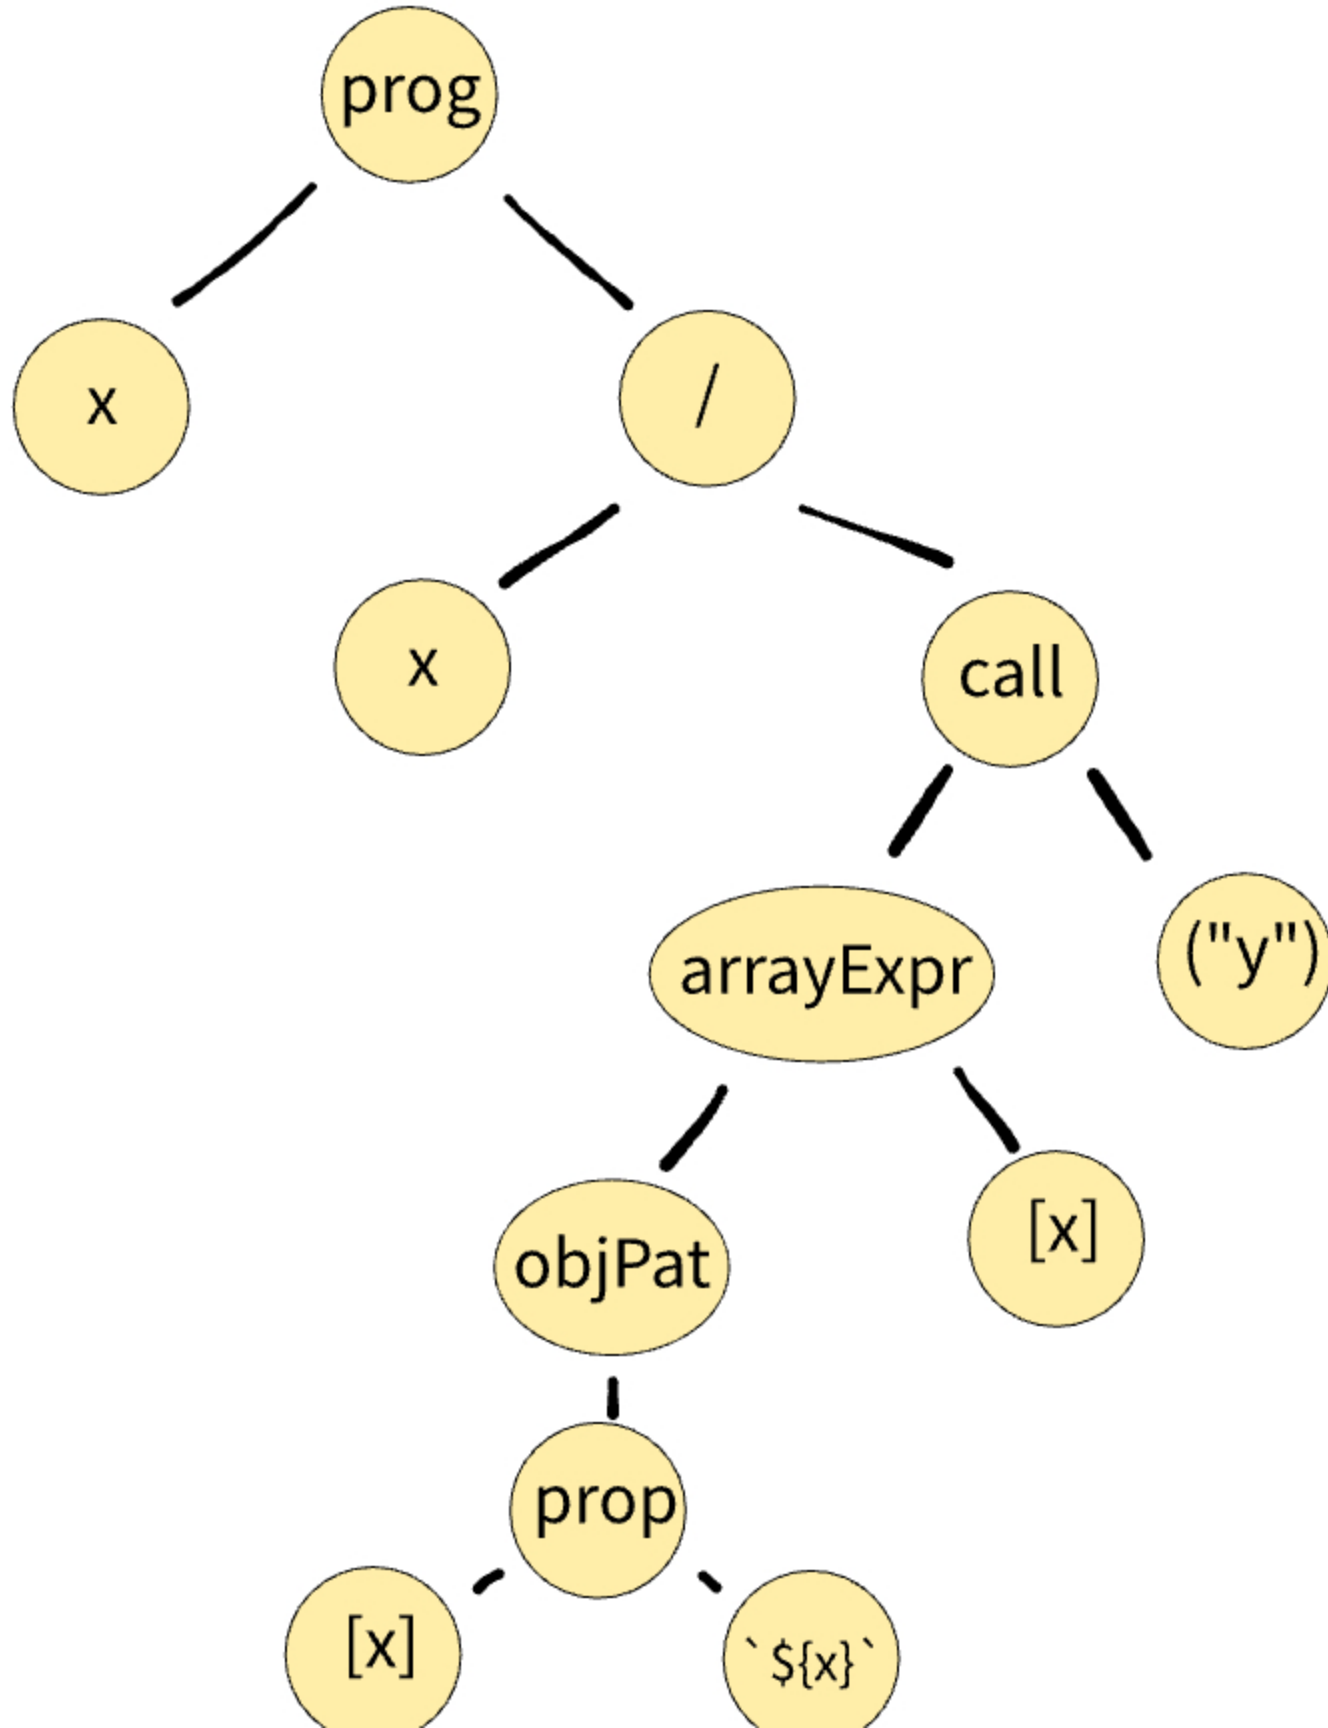 prog
x
/
x
call
arrayExpr
("y")
objPat
[x]
prop
[x]
`${x}`